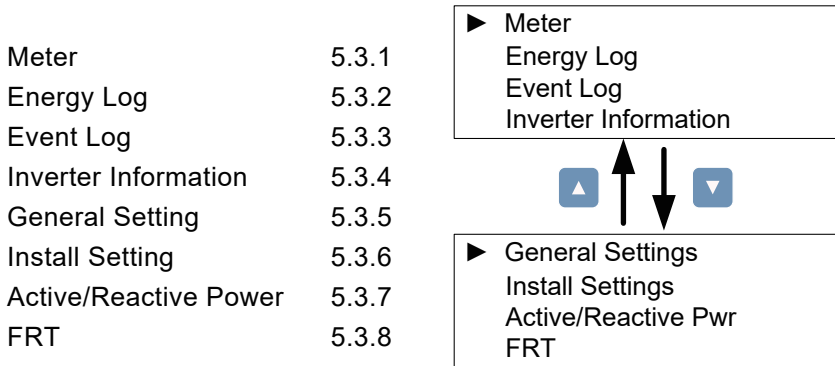 Meter 5.3.1
Energy Log 5.3.2
Event Log 5.3.3
Inverter Information 5.3.4
General Setting 5.3.5
Install Setting 5.3.6
Active/Reactive Power 5.3.7
FRT 5.3.8
► Meter
Energy Log
Event Log
Inverter Information
▲ ▼
► General Settings
Install Settings
Active/Reactive Pwr
FRT